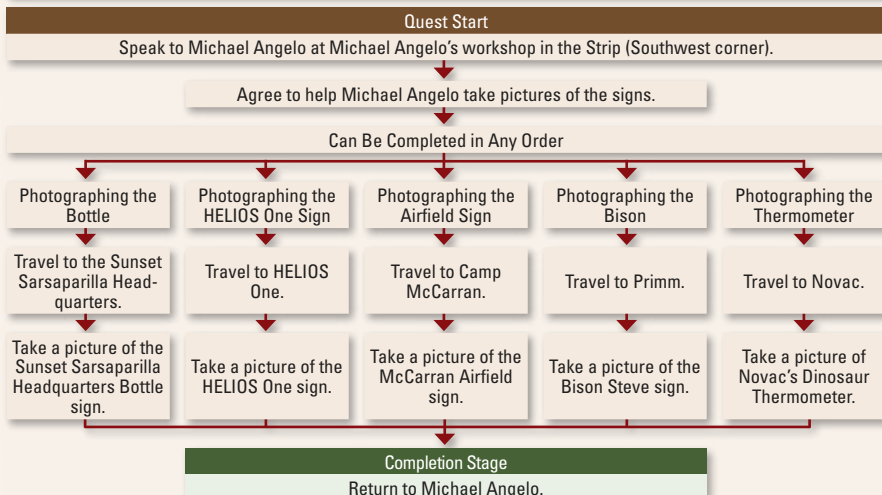 Quest Start
Speak to Michael Angelo at Michael Angelo's workshop in the Strip (Southwest corner).
Agree to help Michael Angelo take pictures of the signs.
Can Be Completed in Any Order
Photographing the
Bottle
Photographing the
HELIOS One Sign
Photographing the
Airfield Sign
Photographing the
Bison
Photographing the
Thermometer
Travel to the Sunset
Sarsaparilla Head-
quarters.
Travel to HELIOS
One.
Travel to Camp
McCarran.
Travel to Primm.
Travel to Novac.
Take a picture of the
Sunset Sarsaparilla
Headquarters Bottle
sign.
Take a picture of the
HELIOS One sign.
Take a picture of the
McCarran Airfield
sign.
Take a picture of the
Bison Steve sign.
Take a picture of
Novac's Dinosaur
Thermometer.
Completion Stage
Return to Michael Angelo.